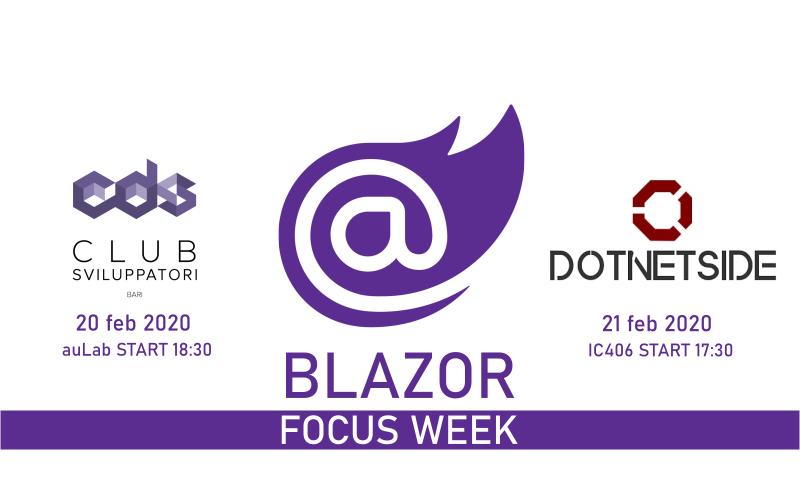 cds
CLUB
SVILUPPATORI
BARI
20 feb 2020
auLab START 18:30
@
BLAZOR
FOCUS WEEK
DOTNETSIDE
21 feb 2020
IC406 START 17:30